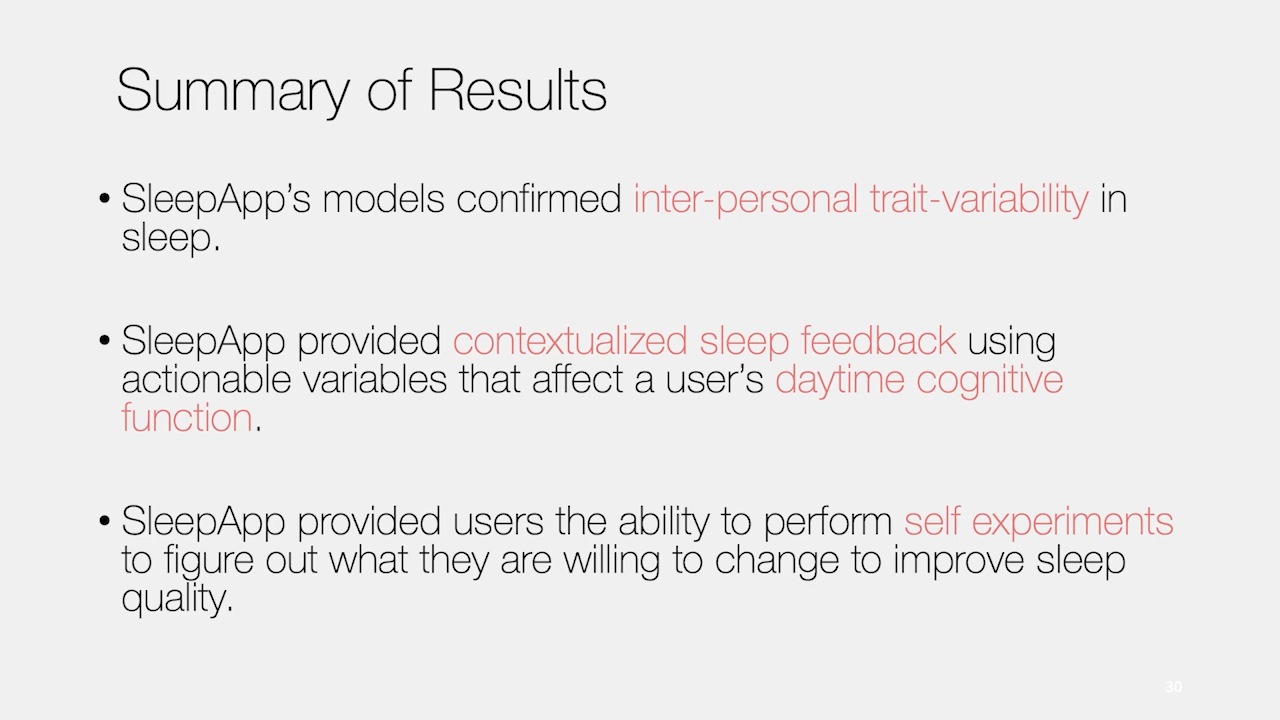 Summary of Results
• SleepApp’s models confirmed inter-personal trait-variability in
sleep.
• SleepApp provided contextualized sleep feedback using
actionable variables that affect a user’s daytime cognitive
function.
• SleepApp provided users the ability to perform self experiments
to figure out what they are willing to change to improve sleep
quality.
30